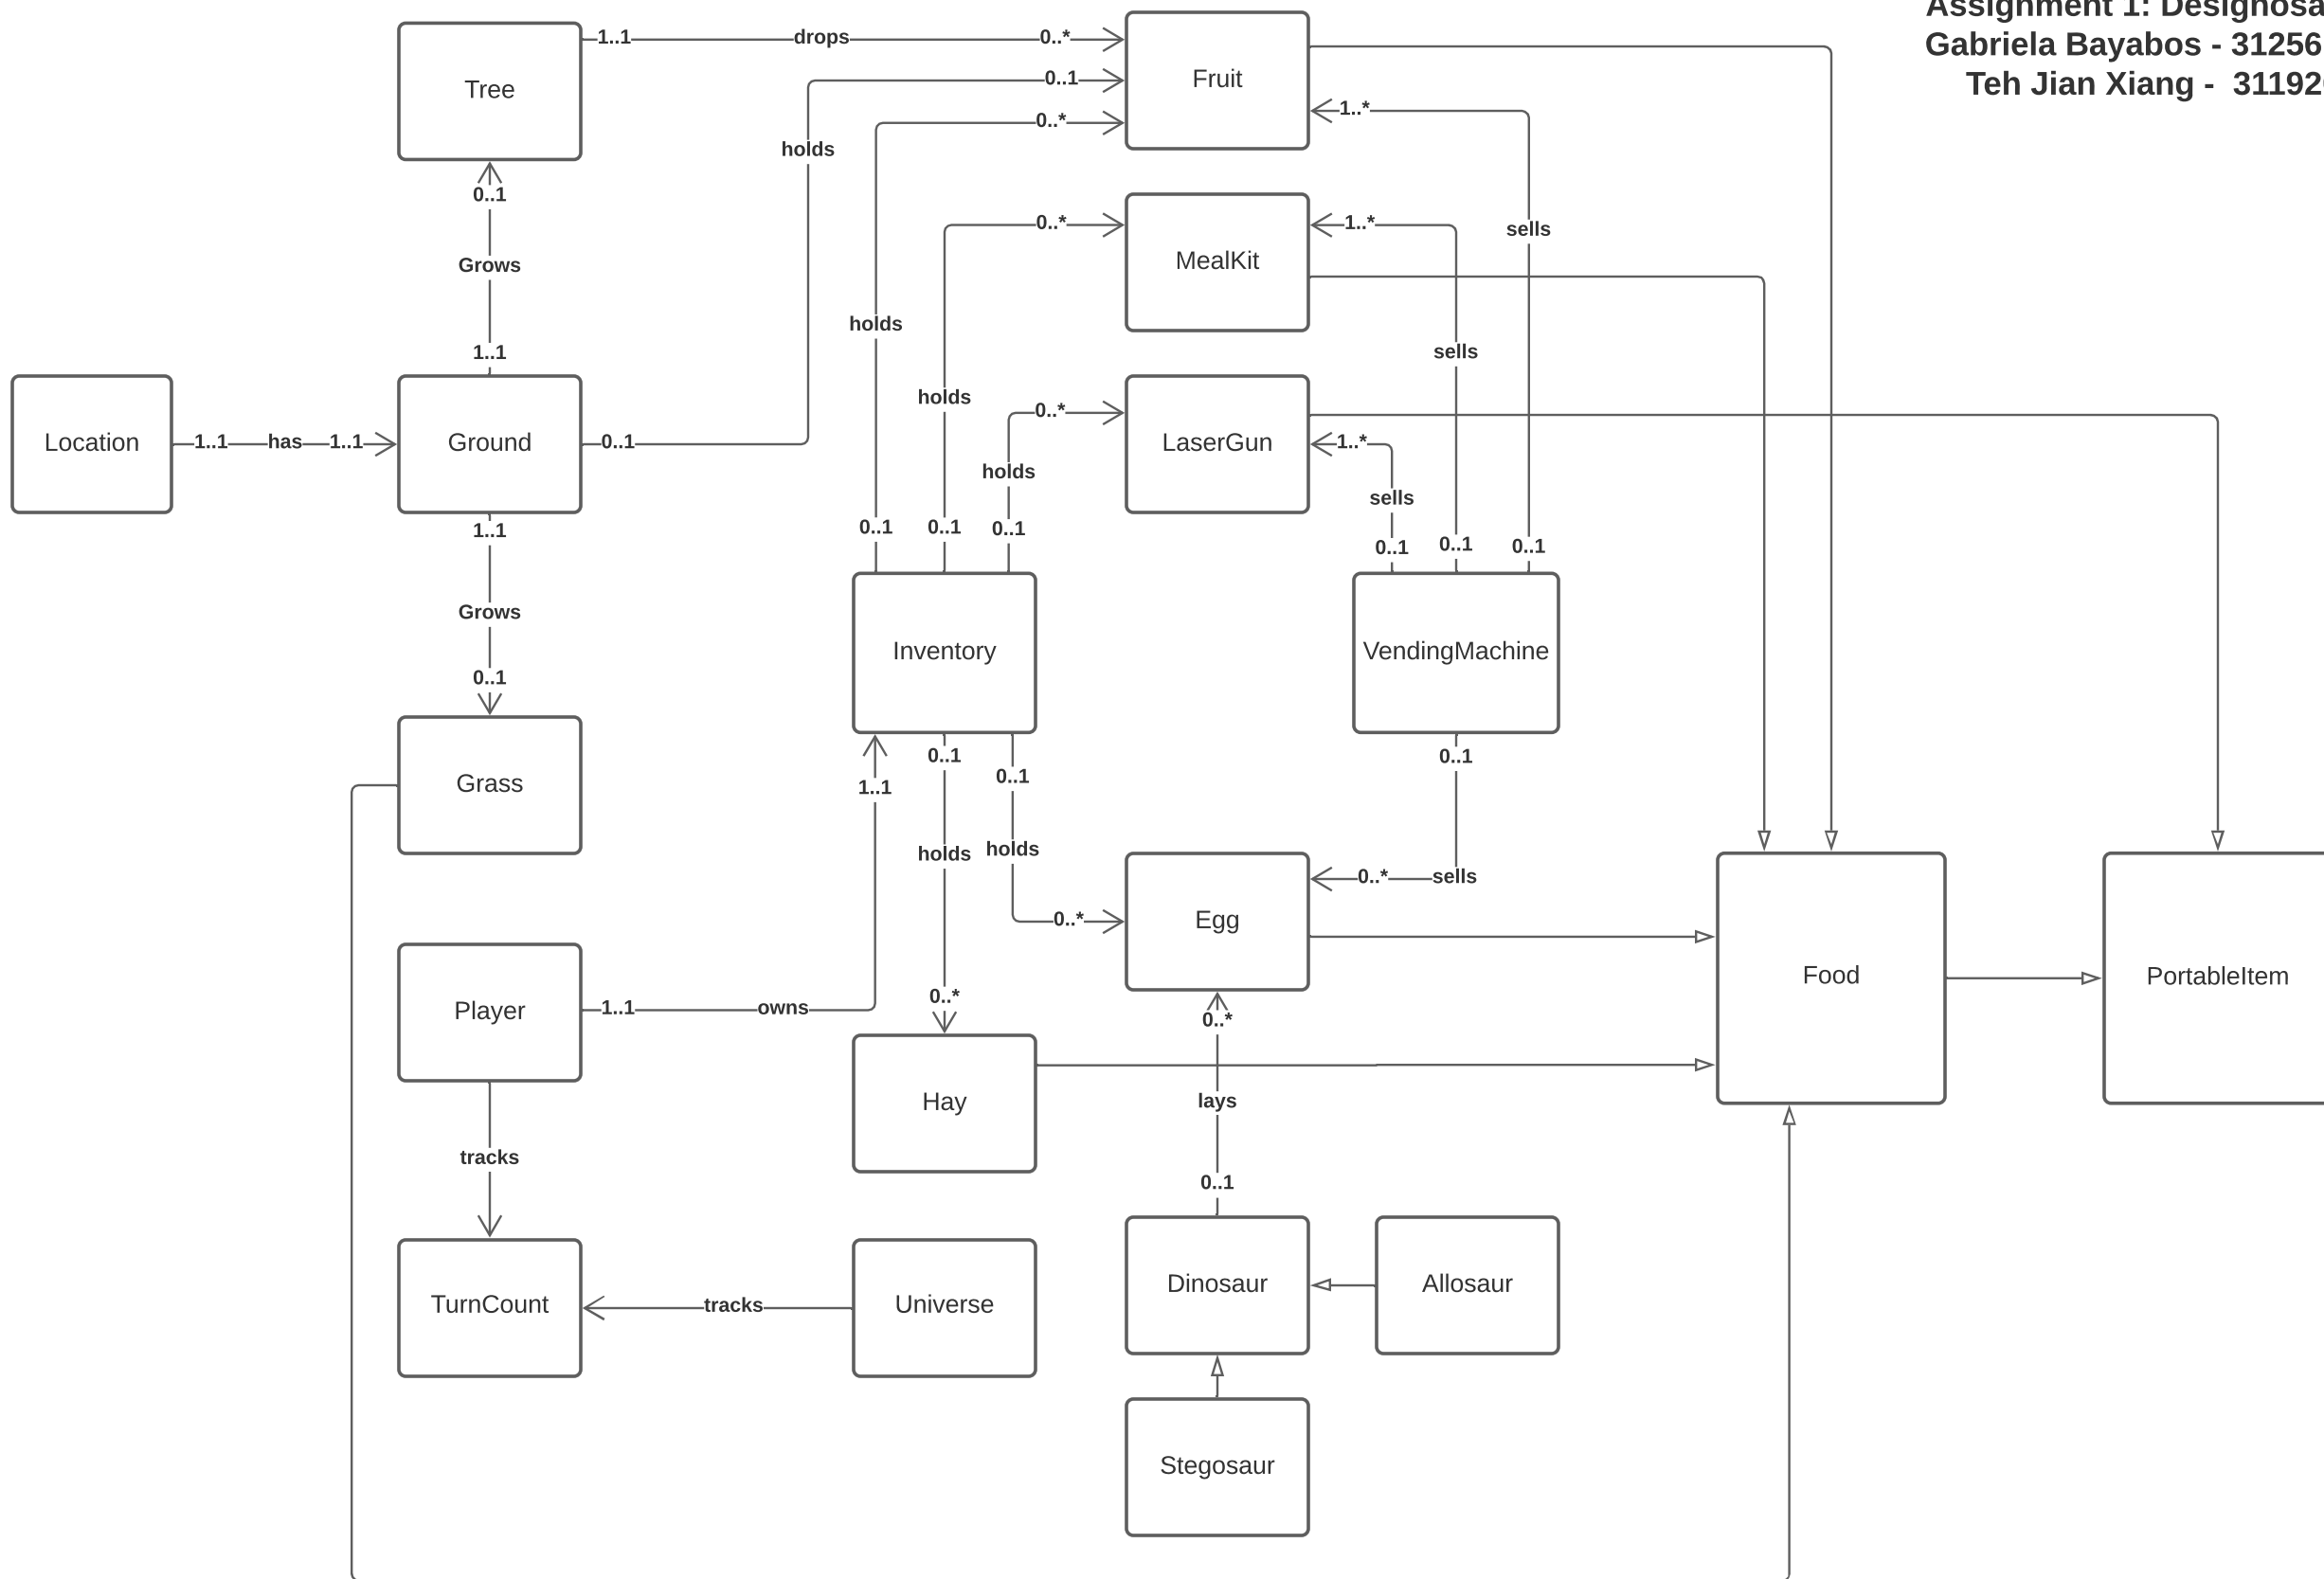 Assignment 1: Designosa
Gabriela Bayabos - 31256
Teh Jian Xiang - 31192
Tree
1..1
drops
0..*
Fruit
0..1
0..*
1..*
holds
0..1
Grows
1..1
0..*
MealKit
1..*
sells
holds
sells
holds
Location
1..1
has
1..1
Ground
0..1
0..*
LaserGun
1..*
holds
sells
1..1
0..1
0..1
0..1
0..1
0..1
0..1
Grows
0..1
Inventory
VendingMachine
Grass
1..1
0..1
0..1
0..1
holds
holds
0..*
sells
0..*
Egg
Food
PortableItem
Player
1..1
owns
0..*
0..*
Hay
lays
tracks
0..1
TurnCount
tracks
Universe
Dinosaur
Allosaur
Stegosaur